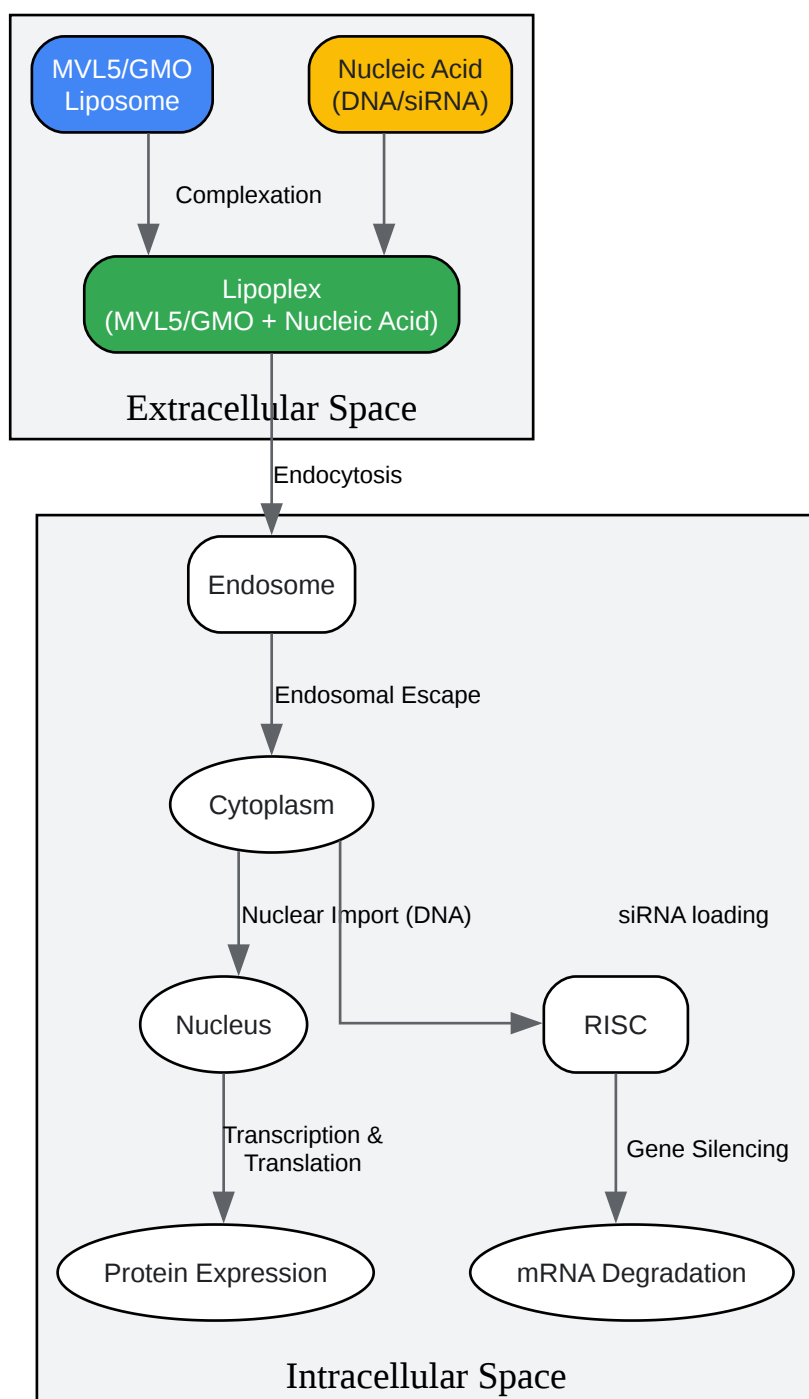 MVL5/GMO
Liposome
Nucleic Acid
(DNA/siRNA)
Complexation
Lipoplex
(MVL5/GMO + Nucleic Acid)
Extracellular Space
Endocytosis
Endosome
Endosomal Escape
Cytoplasm
Nuclear Import (DNA)
siRNA loading
Nucleus
RISC
Transcription &
Translation
Gene Silencing
Protein Expression
mRNA Degradation
Intracellular Space